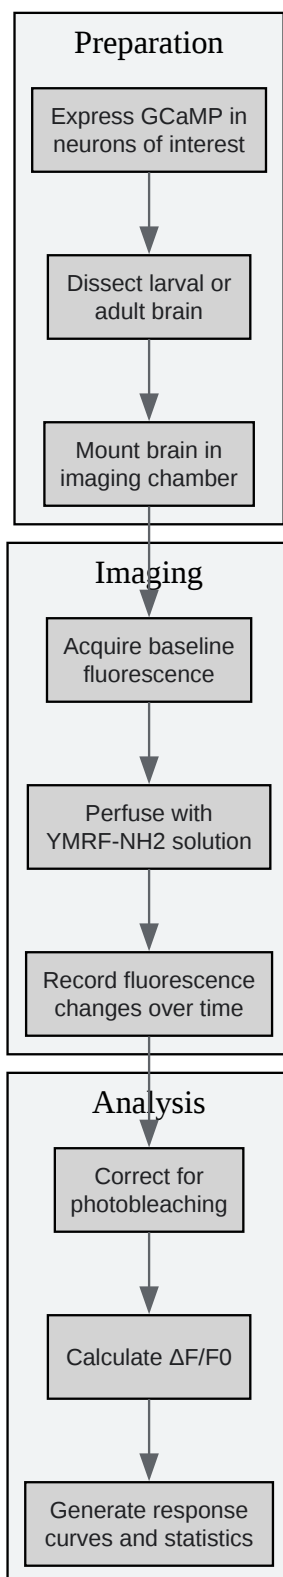 Preparation
Express GCaMP in
neurons of interest
Dissect larval or
adult brain
Mount brain in
imaging chamber
Imaging
Acquire baseline
fluorescence
Perfuse with
YMRF-NH2 solution
Record fluorescence
changes over time
Analysis
Correct for
photobleaching
Calculate ΔF/F0
Generate response
curves and statistics